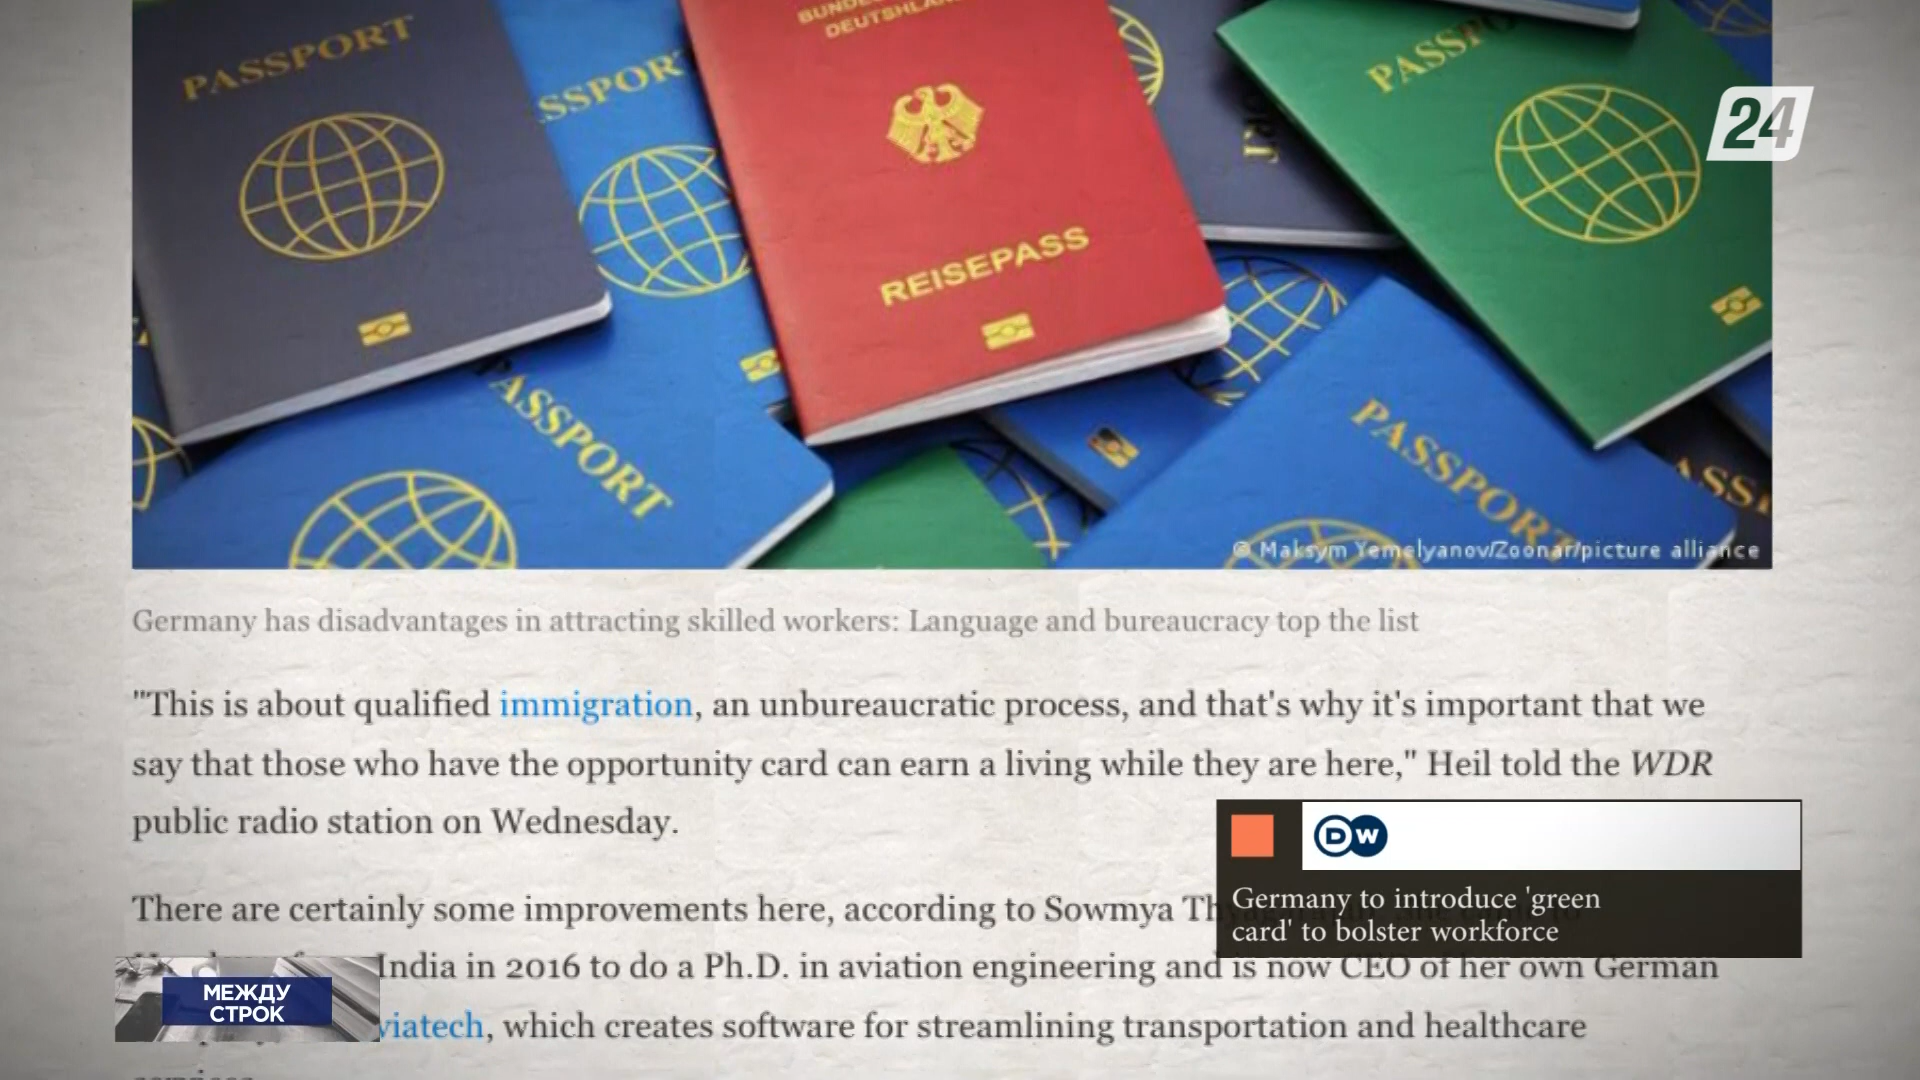 PASSPORT
SSPORT
BUNDES
DEUTSHLAN
PASSPO
24
REISEPASS
PASSPORT
PASSPORT
ASSP
© Maksym Yemelyanov/Zoonar/picture alliance
Germany has disadvantages in attracting skilled workers: Language and bureaucracy top the list
"This is about qualified immigration, an unbureaucratic process, and that's why it's important that we
say that those who have the opportunity card can earn a living while they are here," Heil told the WDR
public radio station on Wednesday.
DW
Germany to introduce 'green
card' to bolster workforce
There are certainly some improvements here, according to Sowmya
India in 2016 to do a Ph.D. in aviation engineering and is now CEO of her own German
viatech, which creates software for streamlining transportation and healthcare
МЕЖДУ
СТРОК